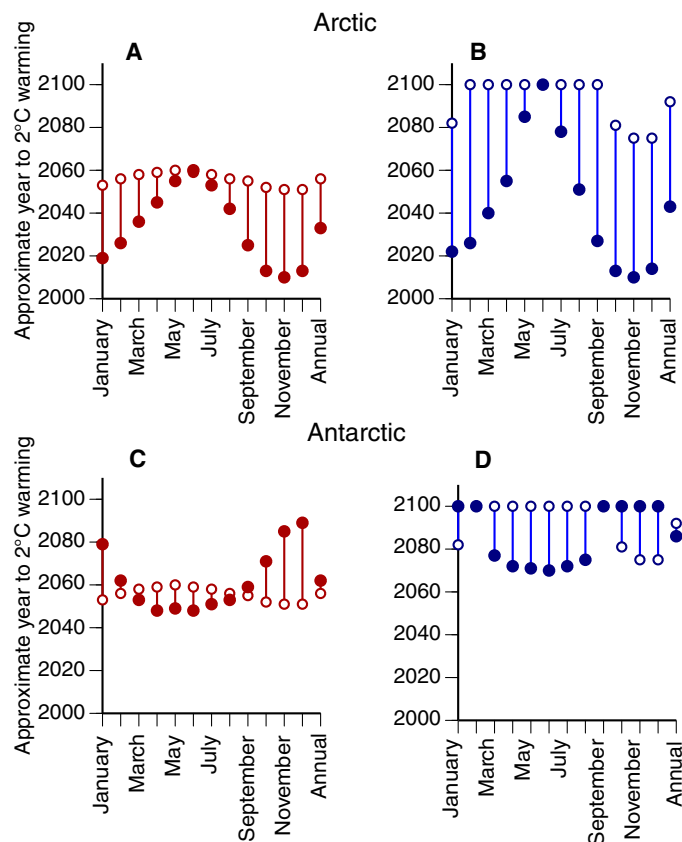 Arctic
A
B
Approximate year to 2°C warming
2100
2080
2060
2040
2020
2000
January
March
May
July
September
November
Annual
2100
2080
2060
2040
2020
2000
January
March
May
July
September
November
Annual
Antarctic
C
D
Approximate year to 2°C warming
2100
2080
2060
2040
2020
2000
January
March
May
July
September
November
Annual
2100
2080
2060
2040
2020
2000
January
March
May
July
September
November
Annual